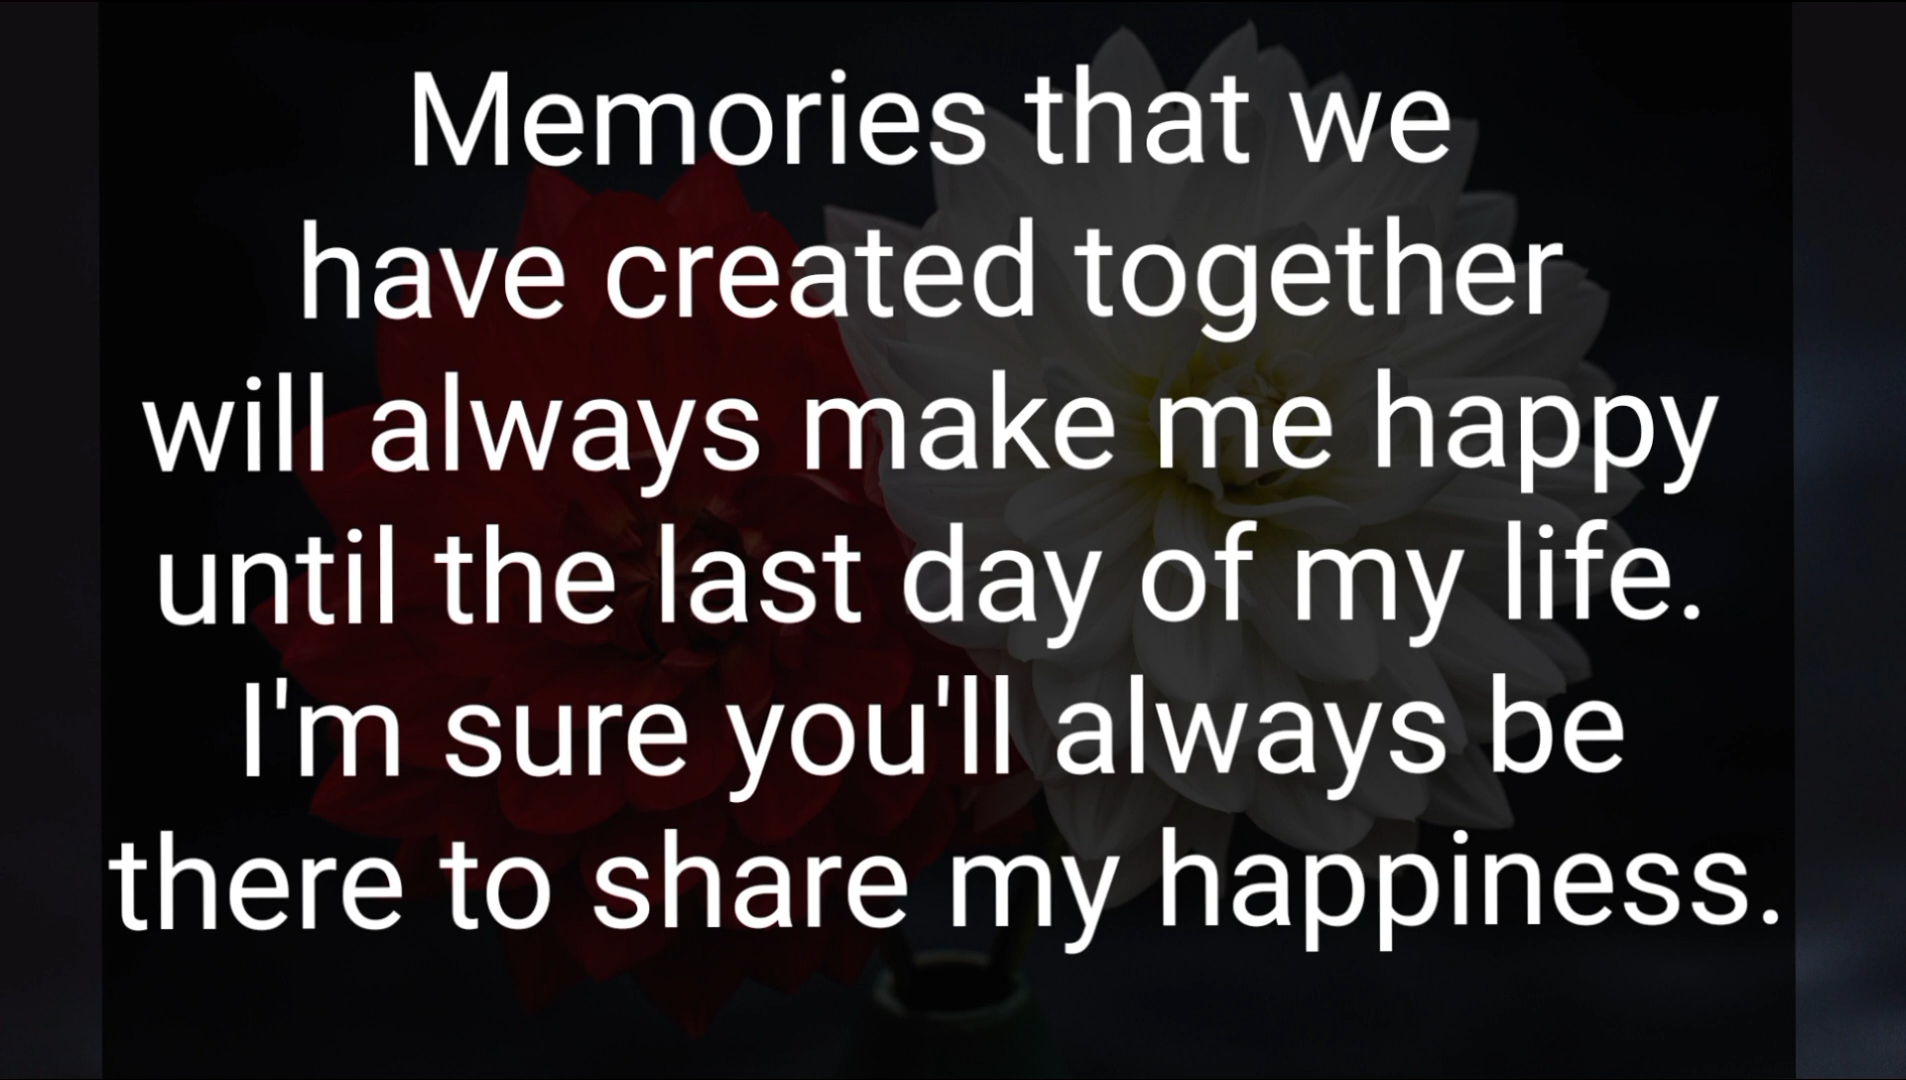 Memories that we
have created together
will always make me happy
until the last day of my life.
I'm sure you'll always be
there to share my happiness.